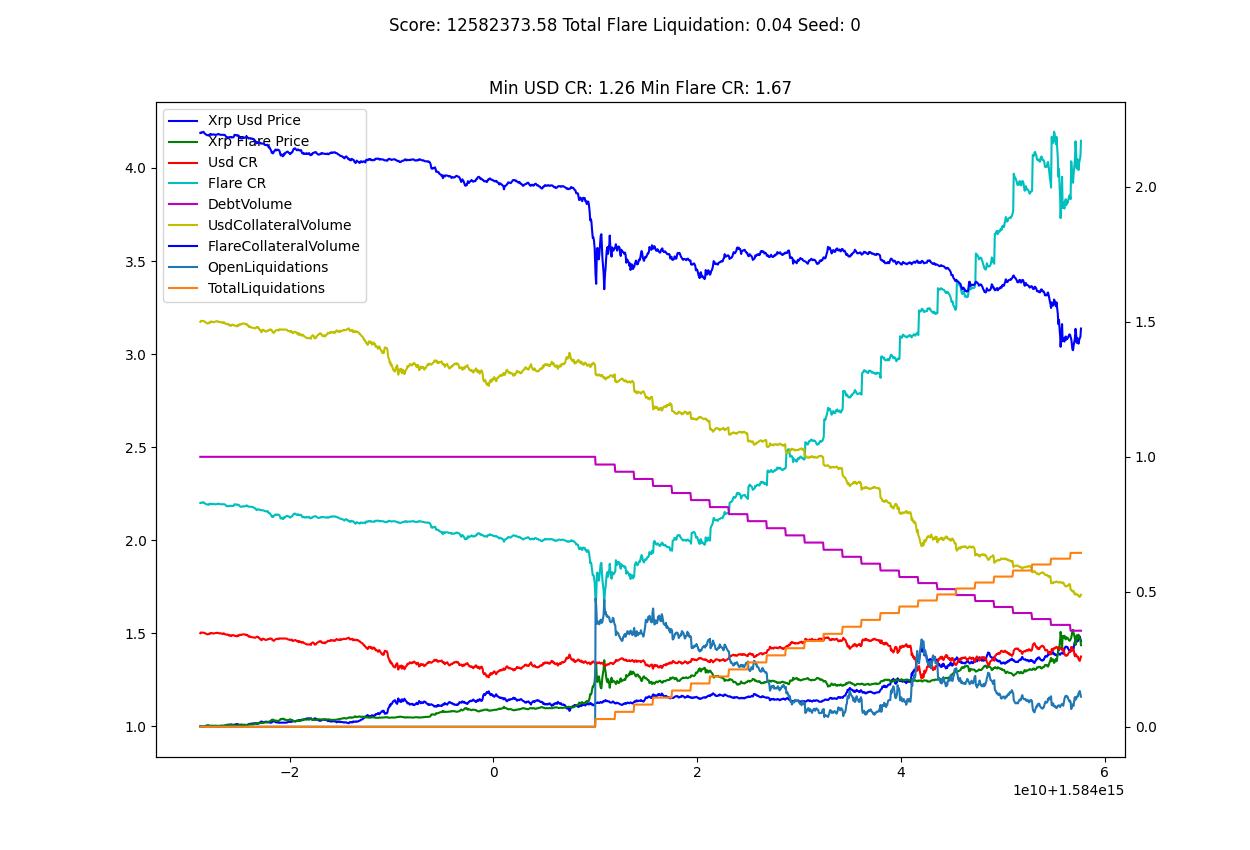 Score: 12582373.58 Total Flare Liquidation: 0.04 Seed: 0
Min USD CR: 1.26 Min Flare CR: 1.67
Xrp Usd Price
Xrp Flare Price
Usd CR
Flare CR
DebtVolume
UsdCollateralVolume
FlareCollateralVolume
OpenLiquidations
TotalLiquidations
4.0
3.5
3.0
2.5
2.0
1.5
1.0
2.0
1.5
1.0
0.5
0.0
−2
0
2
4
6
1e10+1.584e15